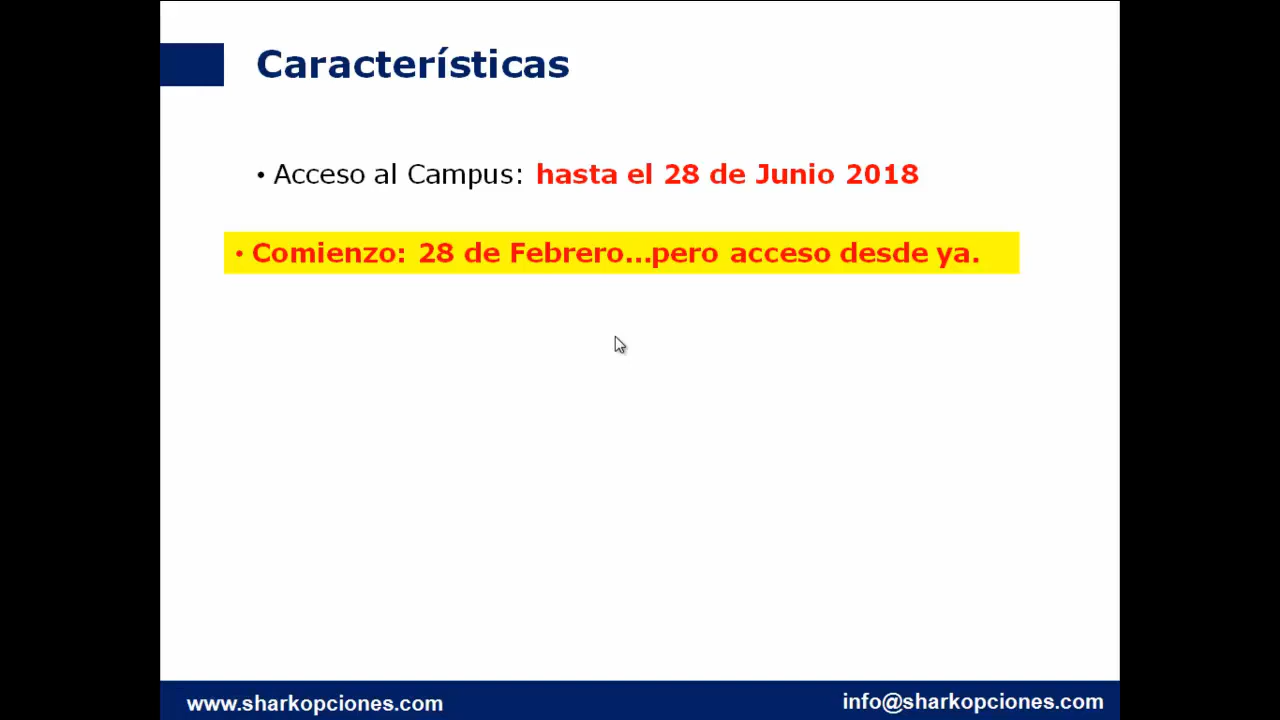 Características
• Acceso al Campus: hasta el 28 de Junio 2018
• Comienzo: 28 de Febrero...pero acceso desde ya.
www.sharkopciones.com
info@sharkopciones.com